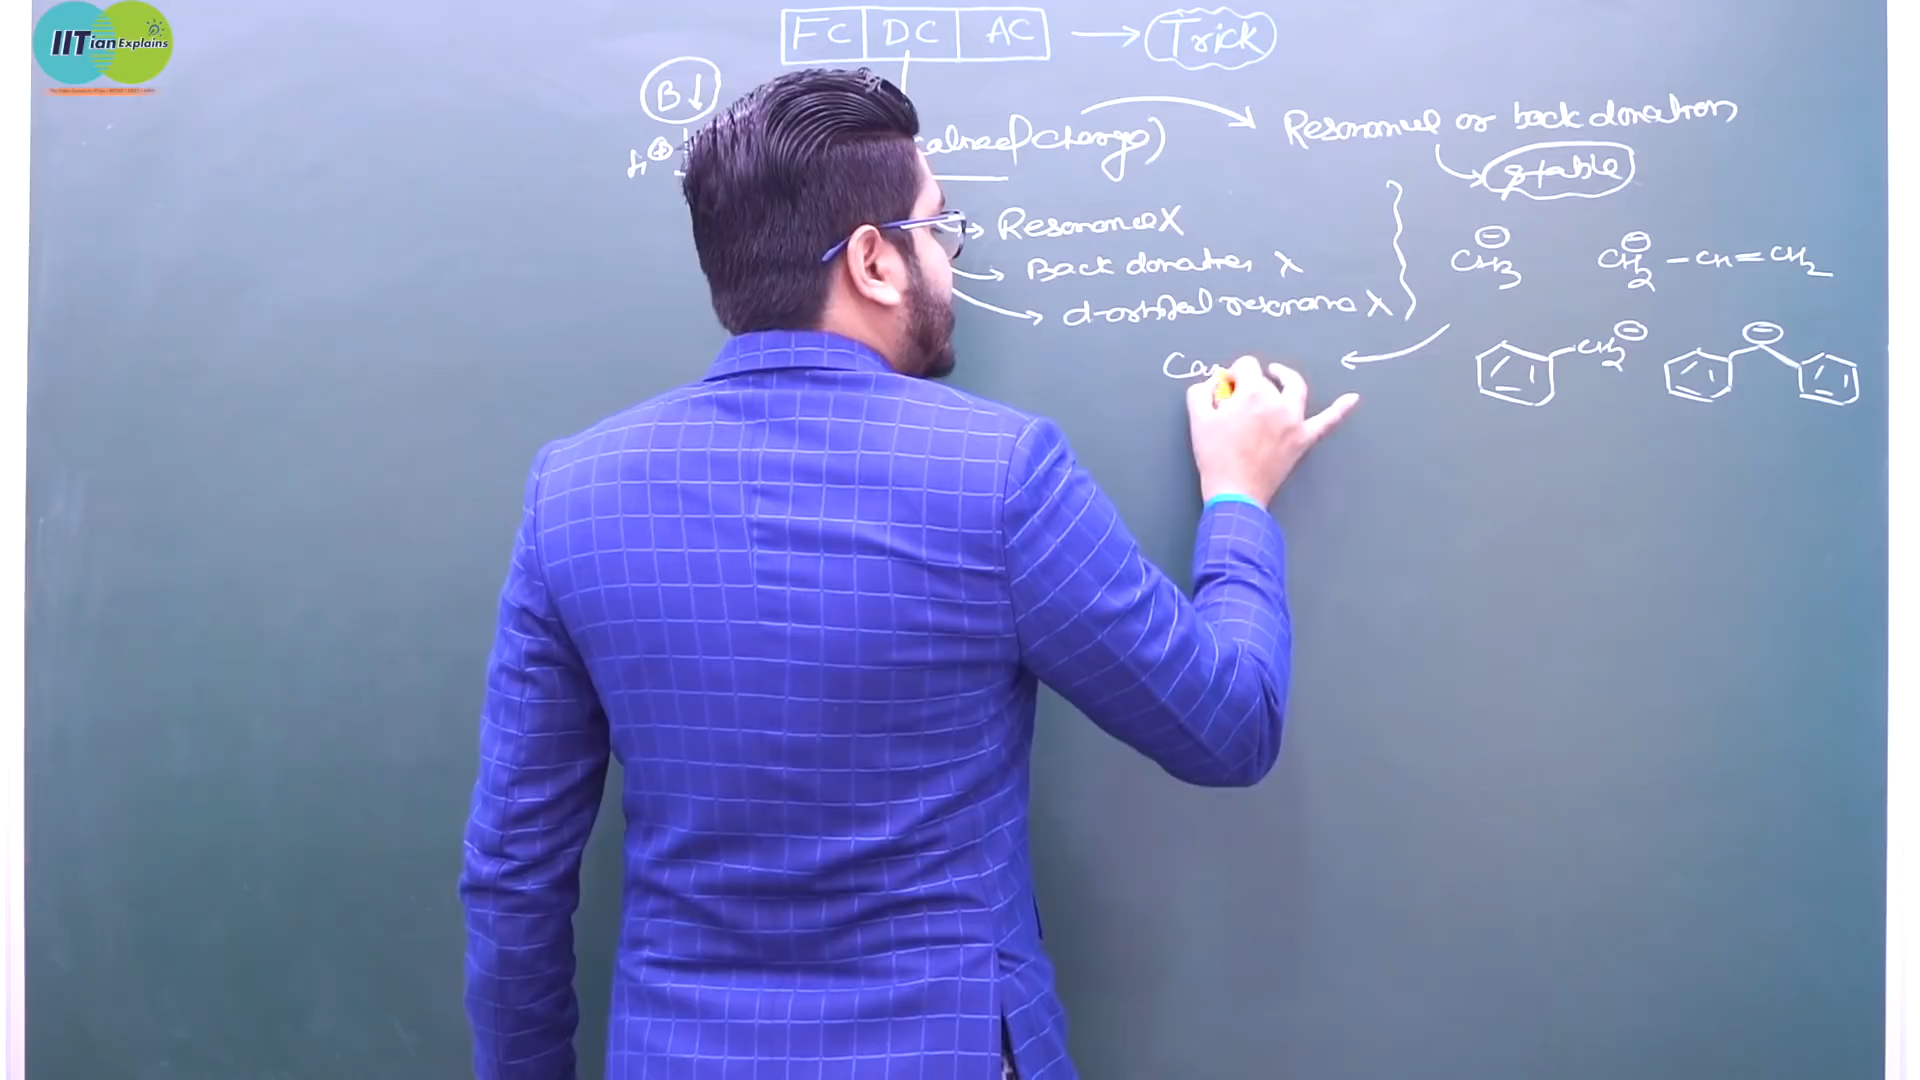 IITian Explains
FC DC AC → Trick
B↓
H⊕
Charge) → Resonance or back donation
→ stable
→ Resonance X
→ Back donation X
→ d-orbital resonance X
CH3⊖ CH2⊖-CH=CH2
CH2⊖ ⊖
Ca